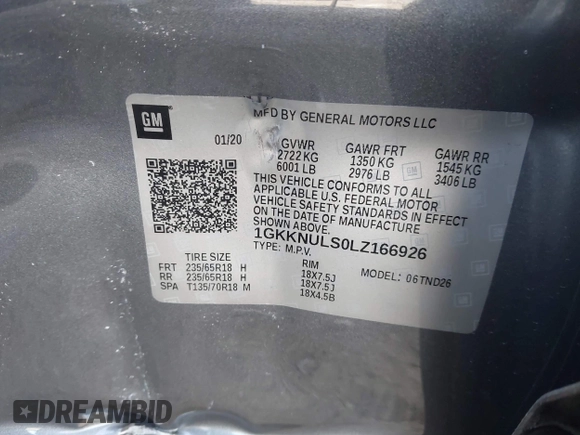 GM
MFD BY GENERAL MOTORS LLC
01/20
GVWR GAWR FRT GAWR RR
2722 KG 1350 KG 1545 KG
6001 LB 2976 LB 3406 LB
THIS VEHICLE CONFORMS TO ALL
APPLICABLE U.S. FEDERAL MOTOR
VEHICLE SAFETY STANDARDS IN EFFECT
ON THE DATE OF MANUFACTURE
SHOWN ABOVE.
1GKKNULS0LZ166926
TYPE: M.P.V.
MODEL: 06TND26
TIRE SIZE RIM
FRT 235/65R18 H 18X7.5J
RR 235/65R18 H 18X7.5J
SPA T135/70R18 M 18X4.5B
DREAMBID